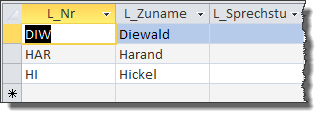 L_Nr L_Zuname L_Sprechstu
DIW Diewald
HAR Harand
HI Hickel